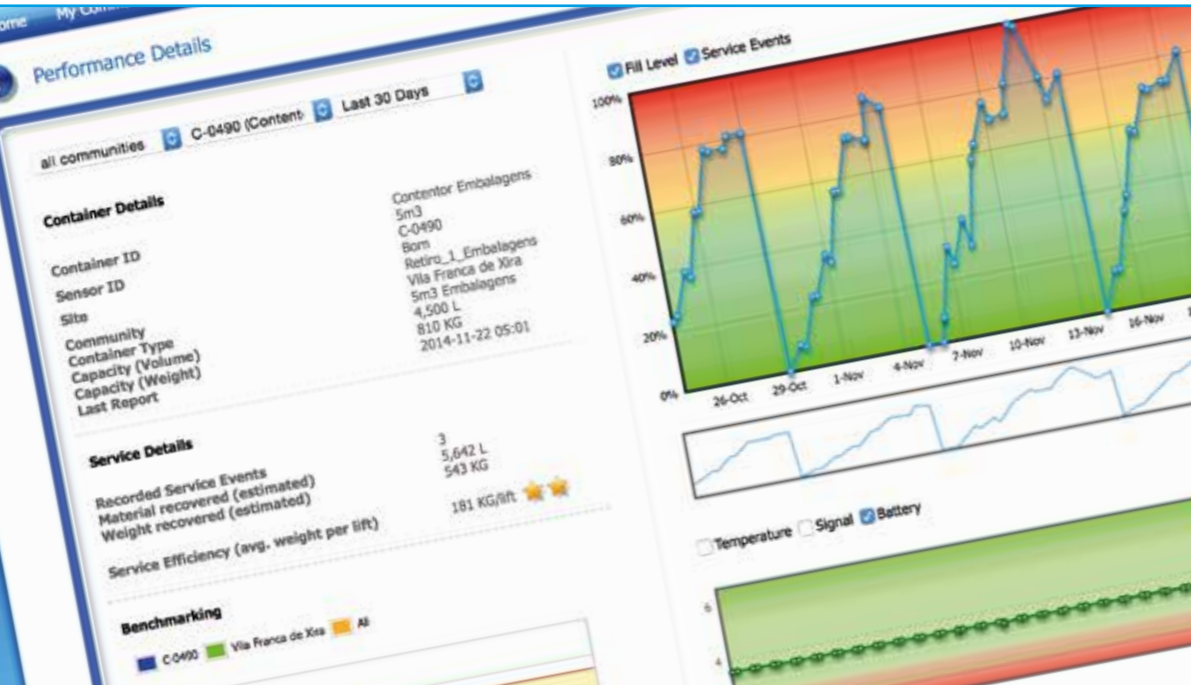 ome My Comm
Performance Details
all communities C-0490 (Content Last 30 Days
Container Details
Contentor Embalagens
5m3
Container ID C-0490
Sensor ID Bom
Site Retiro_1_Embalagens
Community Vila Franca de Xira
Container Type 5m3 Embalagens
Capacity (Volume) 4,500 L
Capacity (Weight) 810 KG
Last Report 2014-11-22 05:01
Service Details
Recorded Service Events 3
Material recovered (estimated) 5,642 L
Weight recovered (estimated) 543 KG
Service Efficiency (avg. weight per lift) 181 KG/lift
Benchmarking
C-0490 Vila Franca de Xira All
Fill Level Service Events
100%
80%
60%
40%
20%
0%
26-Oct 29-Oct 1-Nov 4-Nov 7-Nov 10-Nov 13-Nov 16-Nov 1
Temperature Signal Battery
6
4